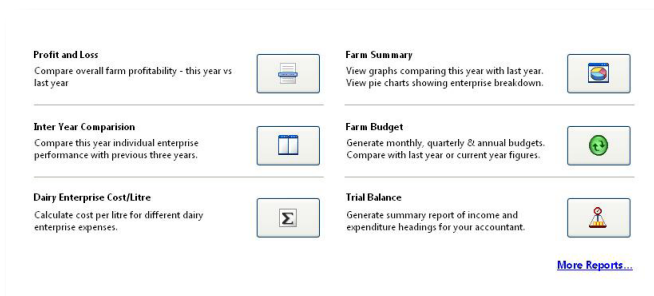 Profit and Loss
Compare overall farm profitability - this year vs
last year
Farm Summary
View graphs comparing this year with last year.
View pie charts showing enterprise breakdown.
Inter Year Comparision
Compare this year individual enterprise
performance with previous three years.
Farm Budget
Generate monthly, quarterly & annual budgets.
Compare with last year or current year figures.
Dairy Enterprise Cost/Litre
Calculate cost per litre for different dairy
enterprise expenses.
Σ
Trial Balance
Generate summary report of income and
expenditure headings for your accountant.
More Reports...